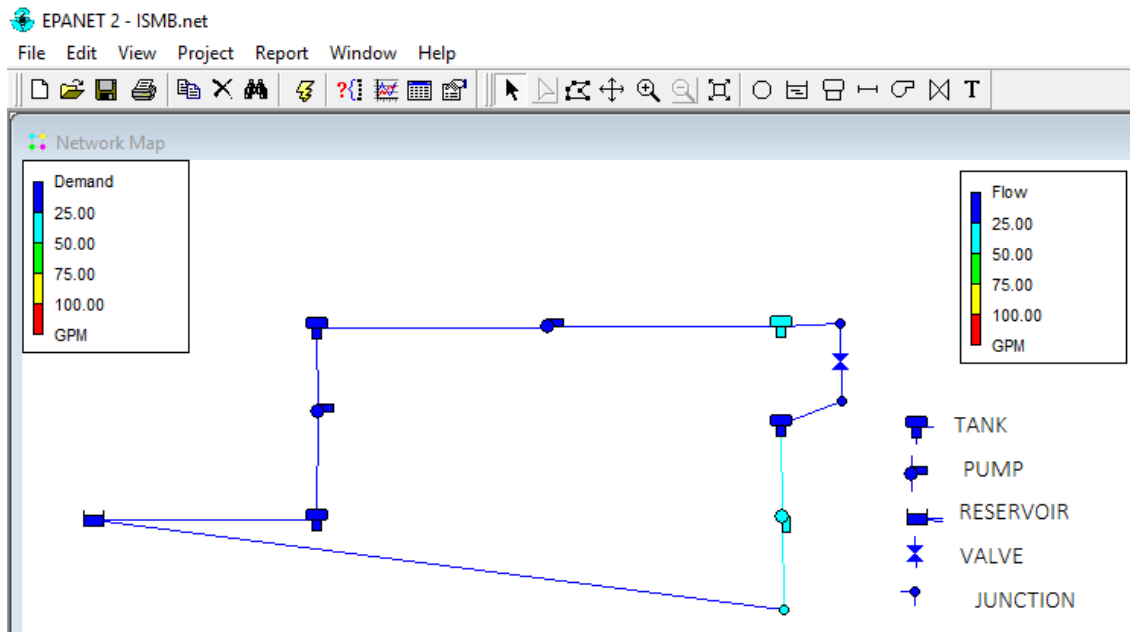 EPANET 2 - ISMB.net
File Edit View Project Report Window Help
?{} T
Network Map
Demand
25.00
50.00
75.00
100.00
GPM
Flow
25.00
50.00
75.00
100.00
GPM
TANK
PUMP
RESERVOIR
VALVE
JUNCTION